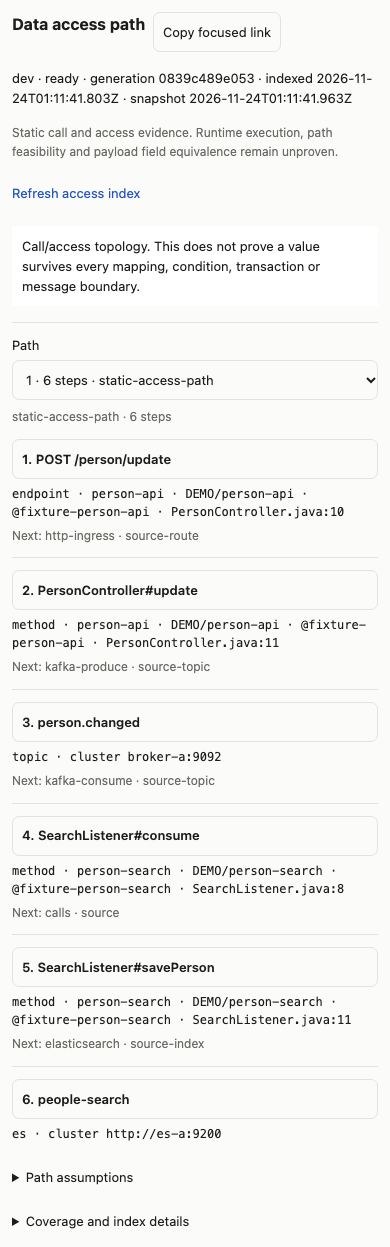 Data access path
Copy focused link
dev · ready · generation 0839c489e053 · indexed 2026-11-
24T01:11:41.803Z · snapshot 2026-11-24T01:11:41.963Z
Static call and access evidence. Runtime execution, path
feasibility and payload field equivalence remain unproven.
Refresh access index
Call/access topology. This does not prove a value
survives every mapping, condition, transaction or
message boundary.
Path
1 · 6 steps · static-access-path
static-access-path · 6 steps
1. POST /person/update
endpoint · person-api · DEMO/person-api ·
@fixture-person-api · PersonController.java:10
Next: http-ingress · source-route
2. PersonController#update
method · person-api · DEMO/person-api · @fixture-
person-api · PersonController.java:11
Next: kafka-produce · source-topic
3. person.changed
topic · cluster broker-a:9092
Next: kafka-consume · source-topic
4. SearchListener#consume
method · person-search · DEMO/person-search ·
@fixture-person-search · SearchListener.java:8
Next: calls · source
5. SearchListener#savePerson
method · person-search · DEMO/person-search ·
@fixture-person-search · SearchListener.java:11
Next: elasticsearch · source-index
6. people-search
es · cluster http://es-a:9200
Path assumptions
Coverage and index details